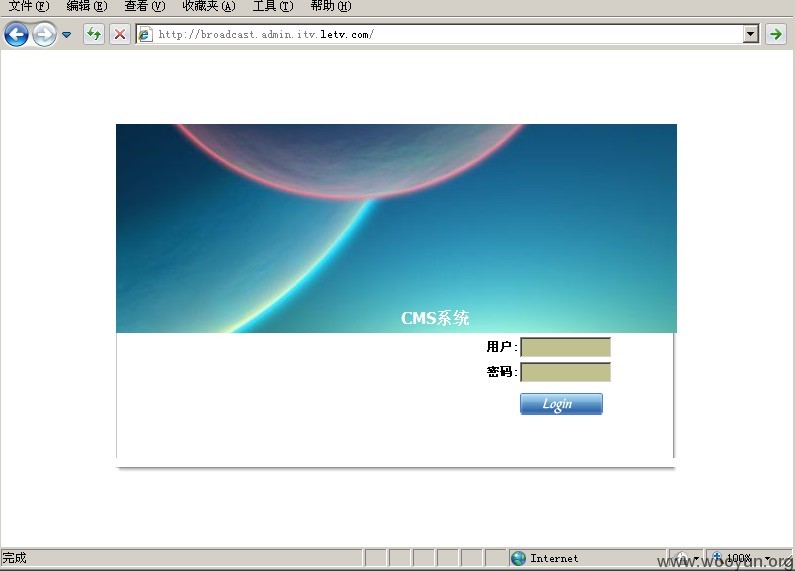 文件(F) 编辑(E) 查看(V) 收藏夹(A) 工具(T) 帮助(H)
http://broadcast.admin.itv.letv.com/
CMS系统
用户:
密码:
Login
完成 Internet 100%
www.wooyun.org